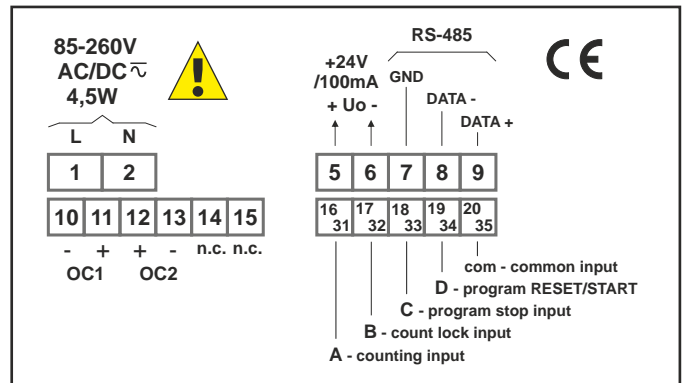 85-260V
AC/DC
4,5W
L N
1 2
10 11 12 13 14 15
- + + - n.c. n.c.
OC1 OC2
RS-485
+24V
/100mA
+ Uo -
GND
DATA -
DATA +
CE
5 6 7 8 9
16 17 18 19 20
31 32 33 34 35
com - common input
D - program RESET/START
C - program stop input
B - count lock input
A - counting input